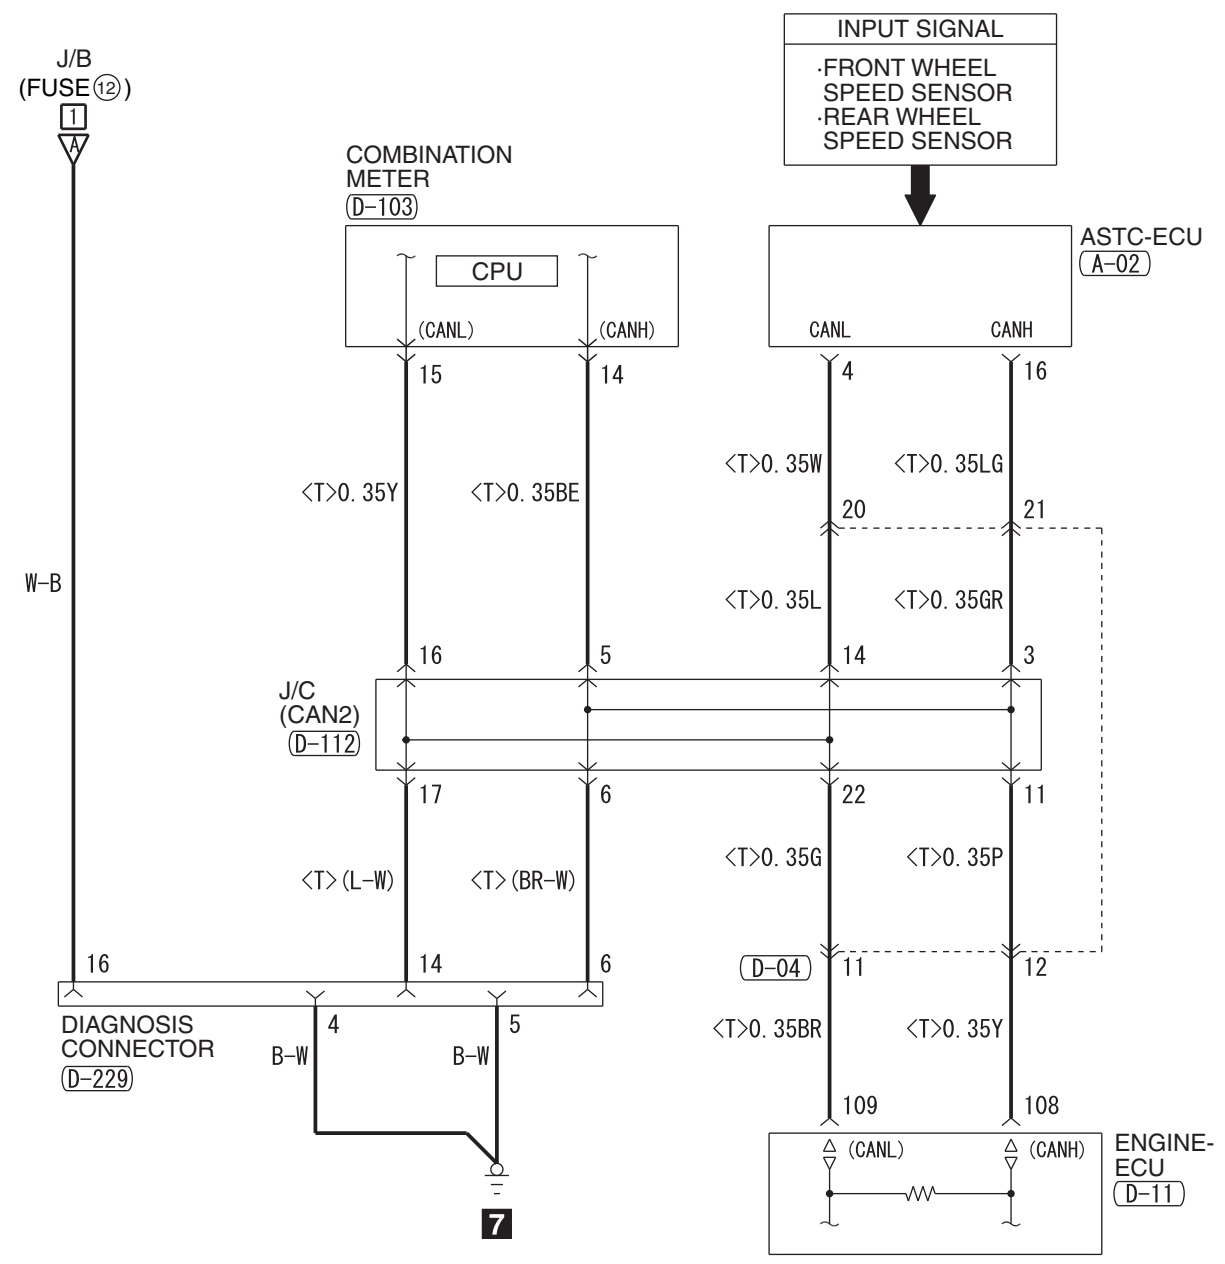 J/B
(FUSE⑫)
1
A
INPUT SIGNAL
·FRONT WHEEL
SPEED SENSOR
·REAR WHEEL
SPEED SENSOR
COMBINATION
METER
D-103
CPU
(CANL)
(CANH)
ASTC-ECU
A-02
CANL
CANH
15
14
4
16
<T>0.35Y
<T>0.35BE
<T>0.35W
<T>0.35LG
20
21
W-B
<T>0.35L
<T>0.35GR
16
5
14
3
J/C
(CAN2)
D-112
17
6
22
11
<T>(L-W)
<T>(BR-W)
<T>0.35G
<T>0.35P
16
14
6
D-04
11
12
DIAGNOSIS
CONNECTOR
D-229
4
5
B-W
B-W
<T>0.35BR
<T>0.35Y
109
108
(CANL)
(CANH)
ENGINE-
ECU
D-11
7